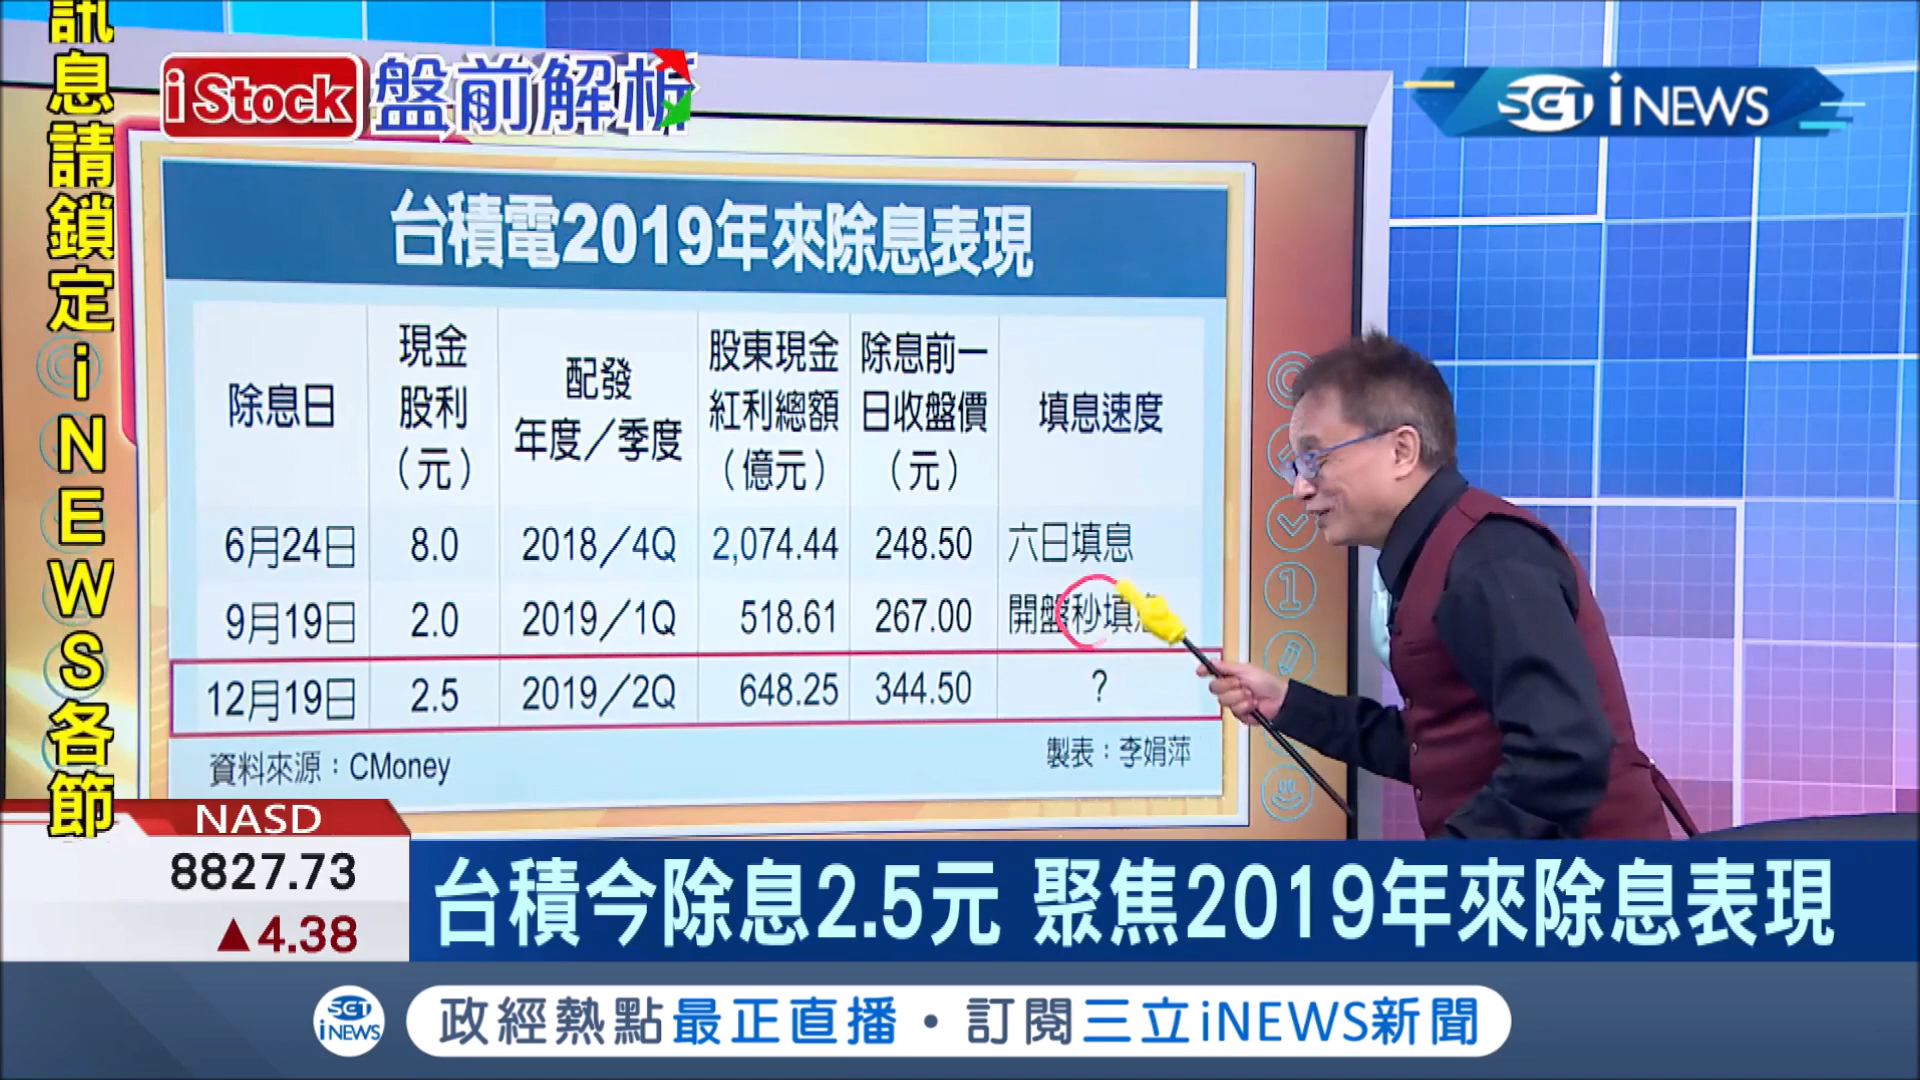 訊息請鎖定iNEWS各節
iStock 盤前解析
SET iNEWS
台積電2019年來除息表現
除息日 現金股利（元） 配發年度／季度 股東現金紅利總額（億元） 除息前一日收盤價（元） 填息速度
6月24日 8.0 2018／4Q 2,074.44 248.50 六日填息
9月19日 2.0 2019／1Q 518.61 267.00 開盤秒填息
12月19日 2.5 2019／2Q 648.25 344.50 ?
資料來源：CMoney
製表：李娟萍
NASD
8827.73
▲4.38
台積今除息2.5元 聚焦2019年來除息表現
SET iNEWS
政經熱點最正直播・訂閱三立iNEWS新聞